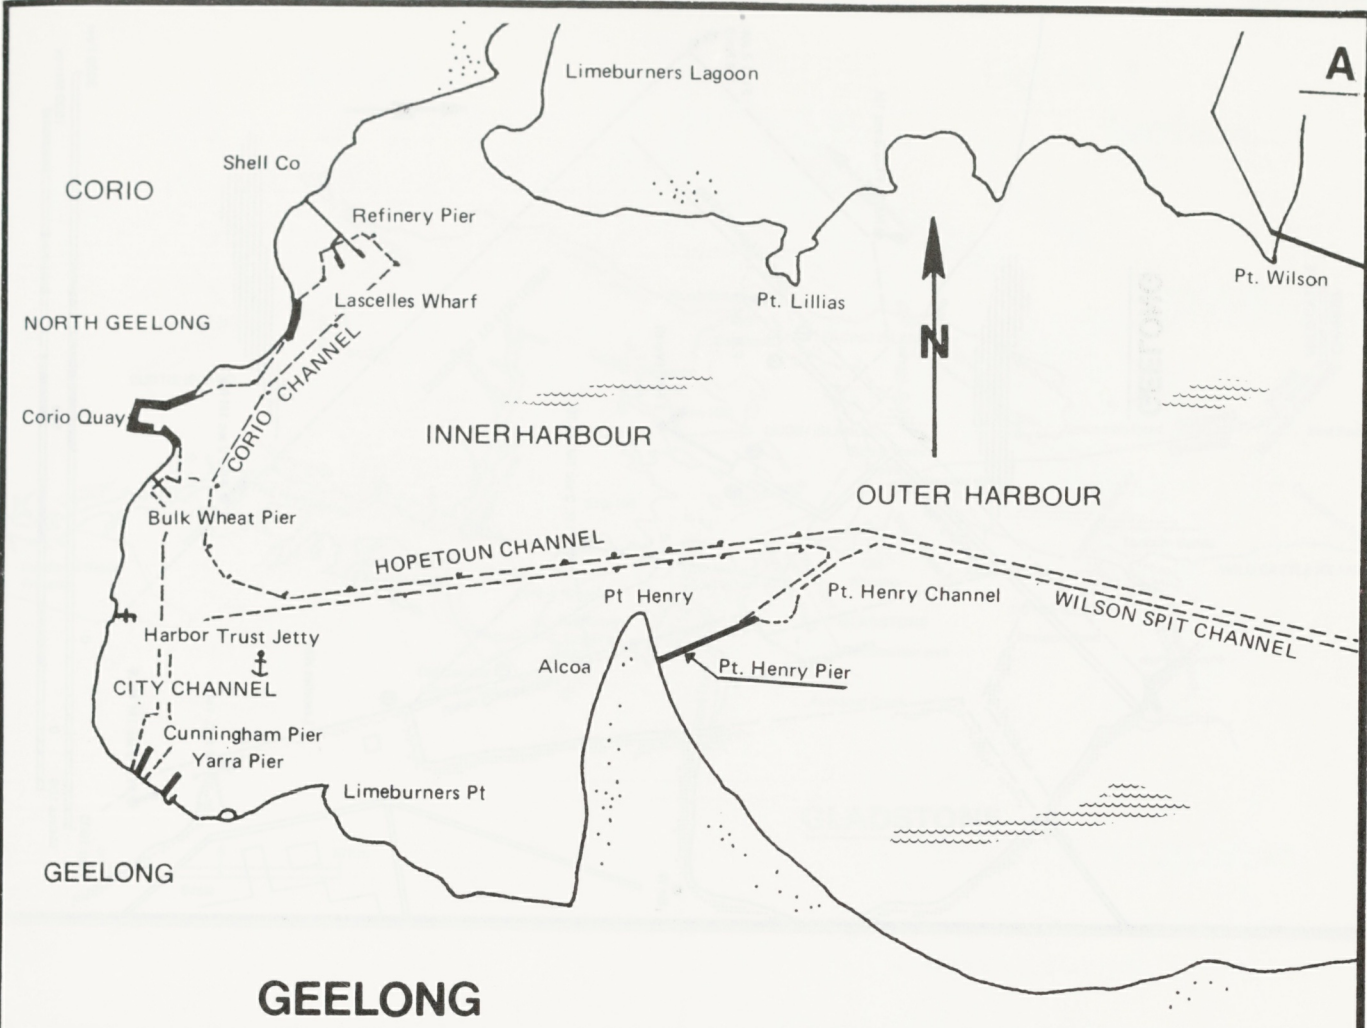 Limeburners Lagoon
A
Shell Co
CORIO
Refinery Pier
Pt. Wilson
Lascelles Wharf
Pt. Lillias
NORTH GEELONG
N
CORIO CHANNEL
Corio Quay
INNER HARBOUR
OUTER HARBOUR
Bulk Wheat Pier
HOPETOUN CHANNEL
Pt Henry
Pt. Henry Channel
WILSON SPIT CHANNEL
Harbor Trust Jetty
Alcoa
Pt. Henry Pier
CITY CHANNEL
Cunningham Pier
Yarra Pier
Limeburners Pt
GEELONG
GEELONG